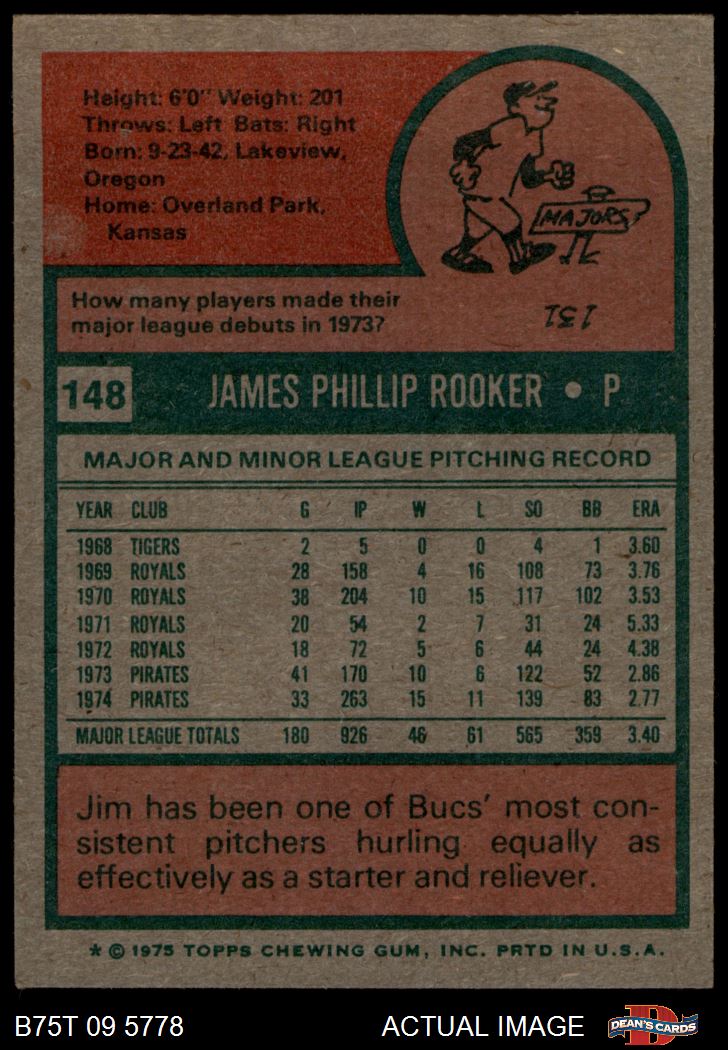 Height: 6'0" Weight: 201
Throws: Left Bats: Right
Born: 9-23-42, Lakeview,
Oregon
Home: Overland Park,
Kansas
MAJORS
How many players made their
major league debuts in 1973?
151
148 JAMES PHILLIP ROOKER • P
MAJOR AND MINOR LEAGUE PITCHING RECORD
YEAR CLUB G IP W L SO BB ERA
1968 TIGERS 2 5 0 0 4 1 3.60
1969 ROYALS 28 158 4 16 108 73 3.76
1970 ROYALS 38 204 10 15 117 102 3.53
1971 ROYALS 20 54 2 7 31 24 5.33
1972 ROYALS 18 72 5 6 44 24 4.38
1973 PIRATES 41 170 10 6 122 52 2.86
1974 PIRATES 33 263 15 11 139 83 2.77
MAJOR LEAGUE TOTALS 180 926 46 61 565 359 3.40
Jim has been one of Bucs' most con-
sistent pitchers hurling equally as
effectively as a starter and reliever.
* © 1975 TOPPS CHEWING GUM, INC. PRTD IN U.S.A.
B75T 09 5778 ACTUAL IMAGE
D
DEAN'S CARDS